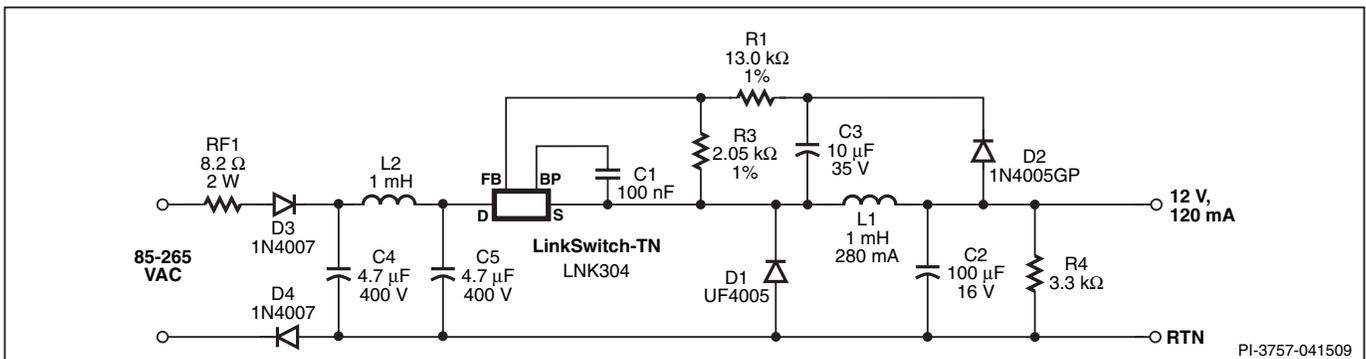 R1
13.0 kΩ
1%
RF1
8.2 Ω
2 W
L2
1 mH
R3
2.05 kΩ
1%
C3
10 μF
35 V
D2
1N4005GP
FB
BP
C1
100 nF
D
S
D3
1N4007
LinkSwitch-TN
LNK304
L1
1 mH
280 mA
12 V,
120 mA
85-265
VAC
C4
4.7 μF
400 V
C5
4.7 μF
400 V
D1
UF4005
C2
100 μF
16 V
R4
3.3 kΩ
D4
1N4007
RTN
PI-3757-041509